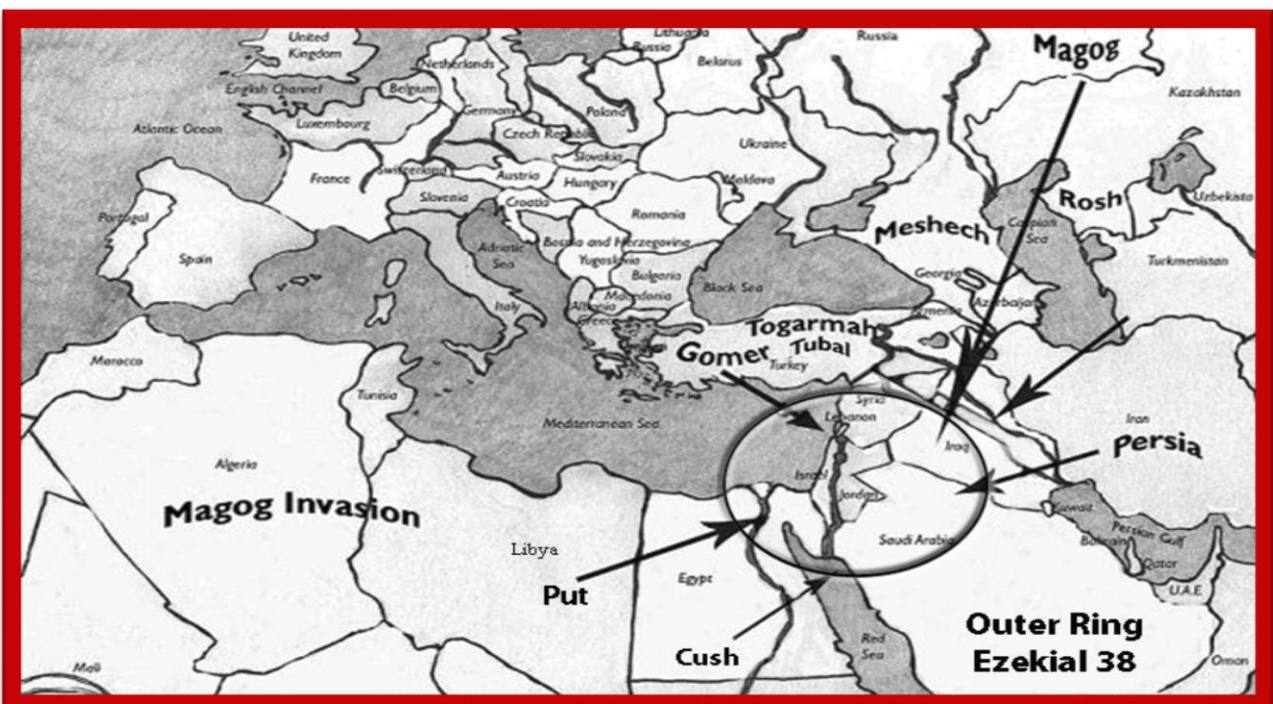 United
Kingdom
Netherlands
Lithuania
Russia
Belarus
Russia
Magog
Kazakhstan
English Channel
Belgium
Germany
Poland
Atlantic Ocean
Luxembourg
Czech Republic
Ukraine
Slovakia
France
Switzerland
Austria
Hungary
Moldova
Slovenia
Croatia
Romania
Rosh
Uzbekista
Portugal
Spain
Adriatic
Sea
Bosnia and Herzegovina
Yugoslavia
Bulgaria
Meshech
Caspian
Sea
Turkmenistan
Georgia
Black Sea
Italy
Albania
Macedonia
Greece
Armenia
Azerbaijan
Togarmah
Gomer
Tubal
Turkey
Morocco
Tunisia
Mediterranean Sea
Syria
Lebanon
Iraq
Iran
Persia
Algeria
Israel
Jordan
Magog Invasion
Kuwait
Persian Gulf
Bahrain
Qatar
U.A.E
Libya
Saudi Arabia
Put
Egypt
Cush
Red
Sea
Outer Ring
Ezekial 38
Mali
Oman